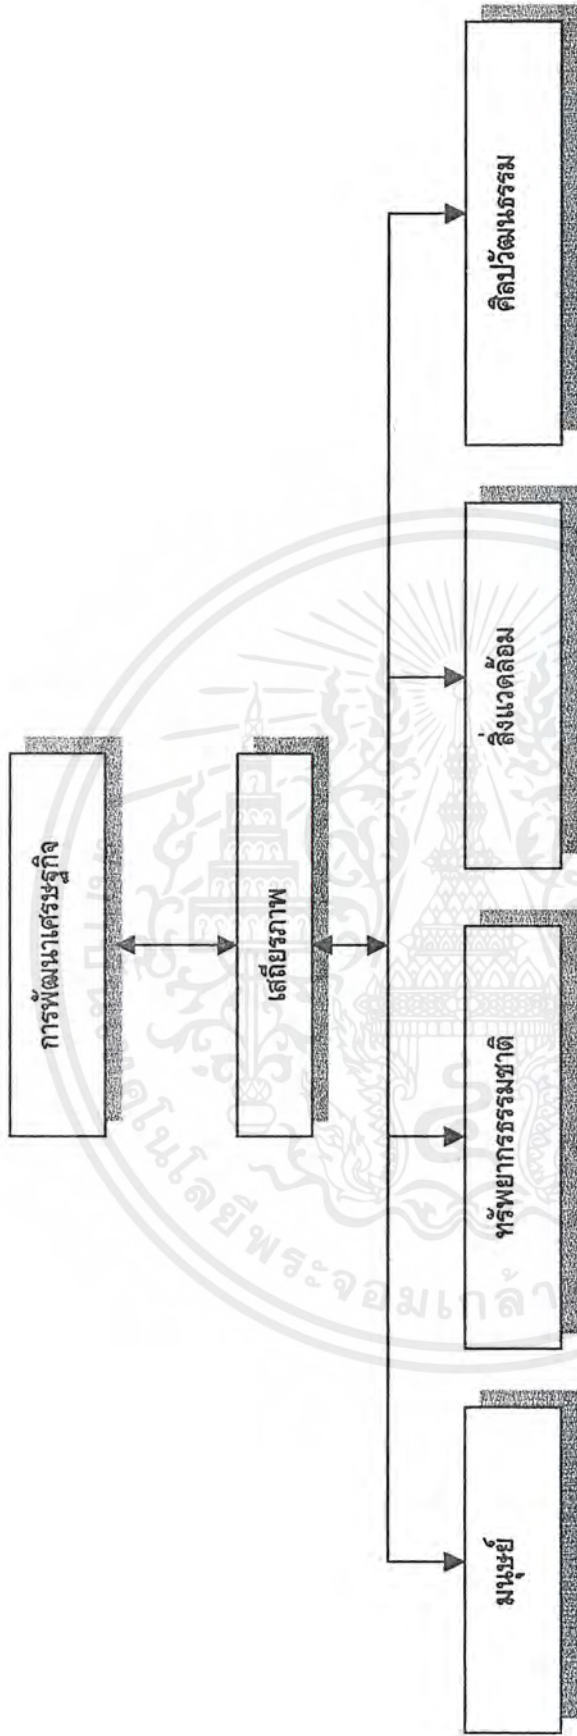 การพัฒนาเศรษฐกิจ
เสถียรภาพ
มนุษย์
ทรัพยากรธรรมชาติ
สิ่งแวดล้อม
ศิลปวัฒนธรรม